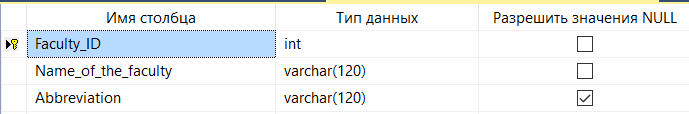 Имя столбца Тип данных Разрешить значения NULL
Faculty_ID int
Name_of_the_faculty varchar(120)
Abbreviation varchar(120)